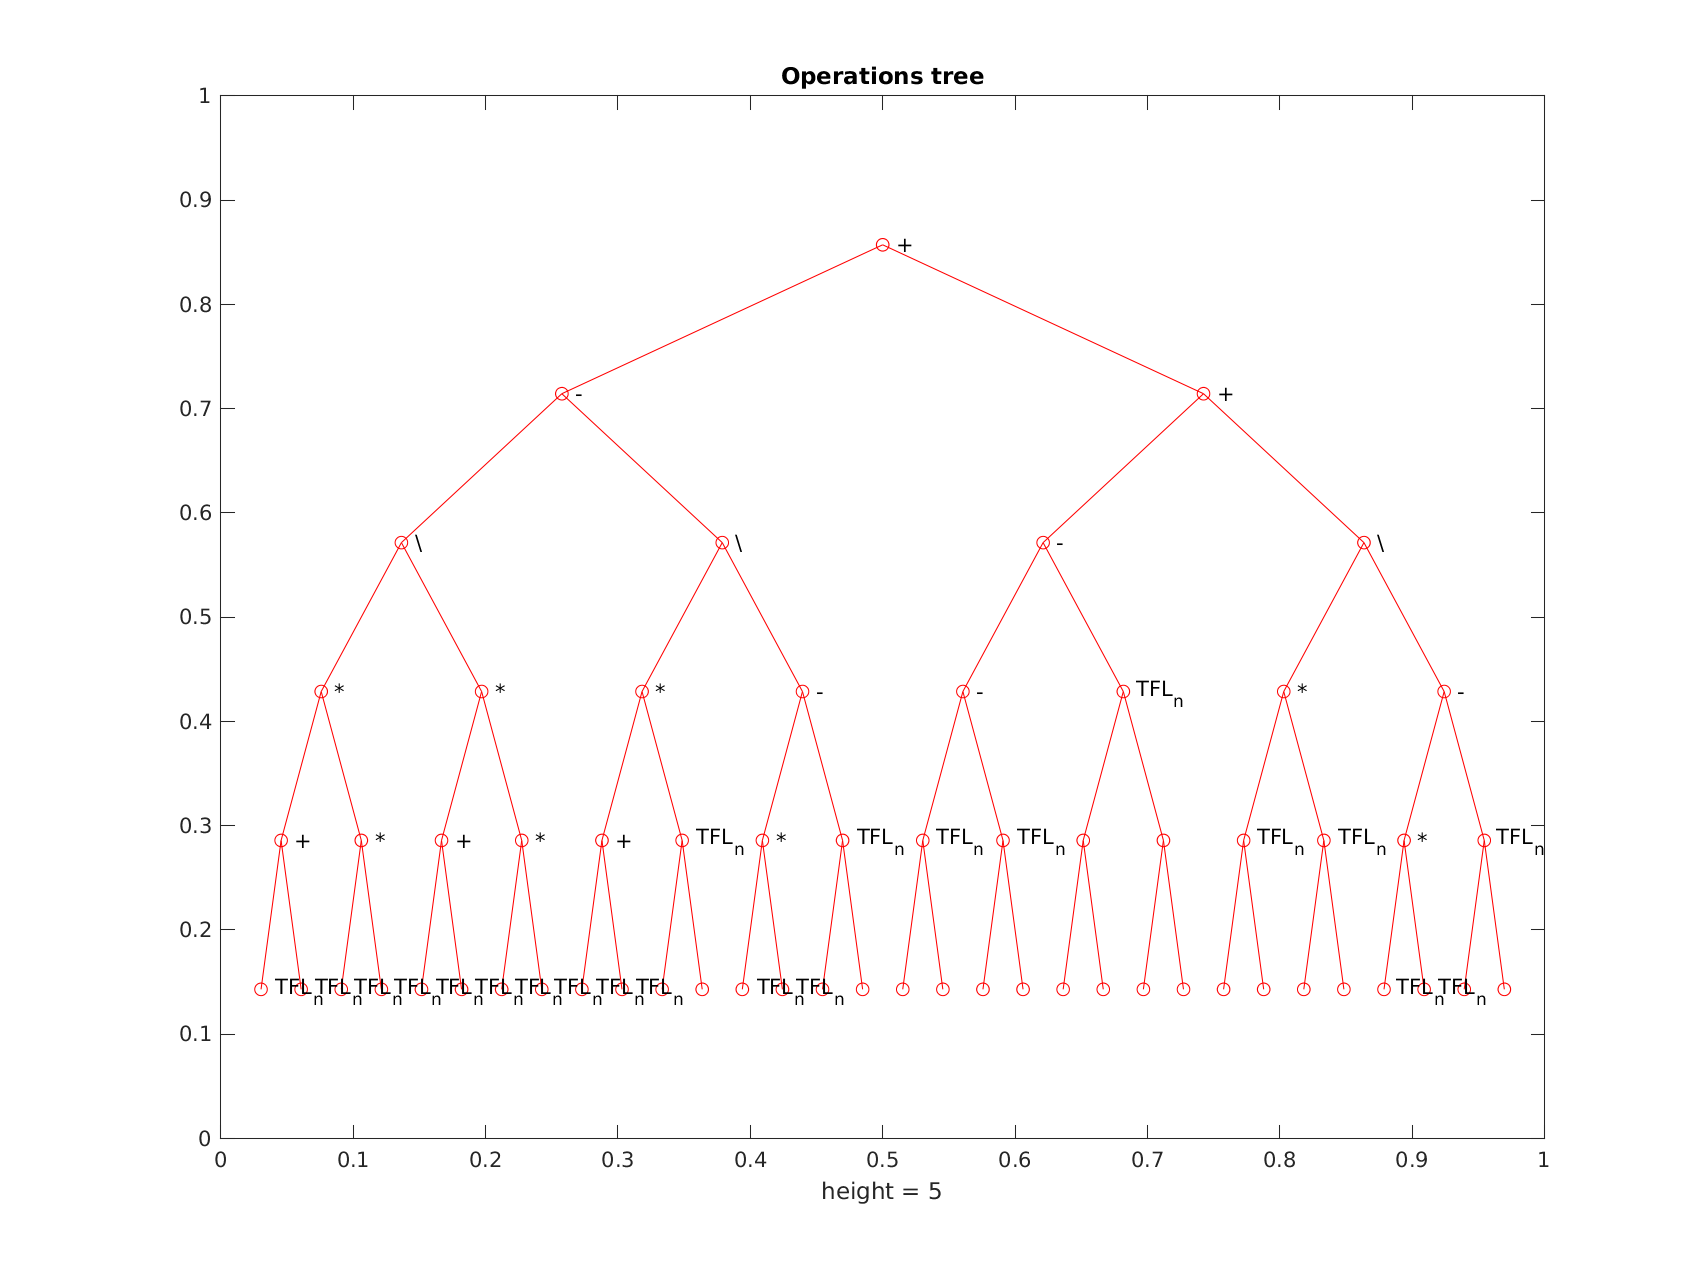 Operations tree
1
0.9
+
0.8
- +
0.7
0.6
\ \ - \
0.5
* * * - - TFLn * -
0.4
0.3
+ * + * + TFLn * TFLn TFLn TFLn TFLn TFLn * TFLn
0.2
TFLn TFLn TFLn TFLn TFLn TFLn TFLn TFLn TFLn TFLn TFLn TFLn TFLn TFLn
0.1
0
0 0.1 0.2 0.3 0.4 0.5 0.6 0.7 0.8 0.9 1
height = 5